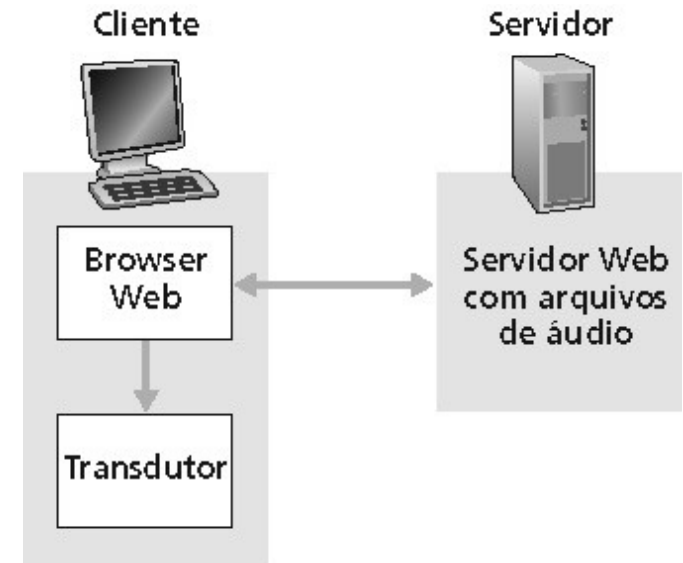 Cliente
Servidor
Browser
Web
Servidor Web
com arquivos
de áudio
Transdutor